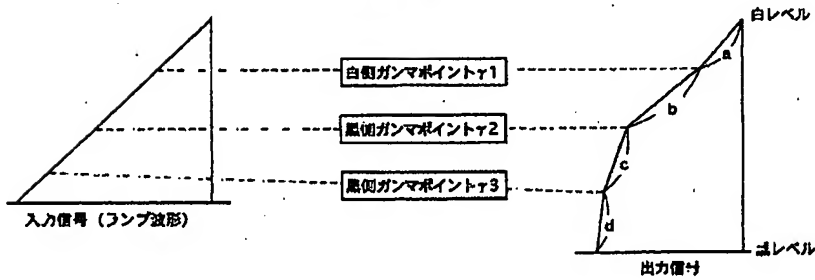 白レベル
白側ガンマポイントγ1
a
b
黒側ガンマポイントγ2
c
黒側ガンマポイントγ3
d
入力信号 (ランプ波形)
黒レベル
出力信号